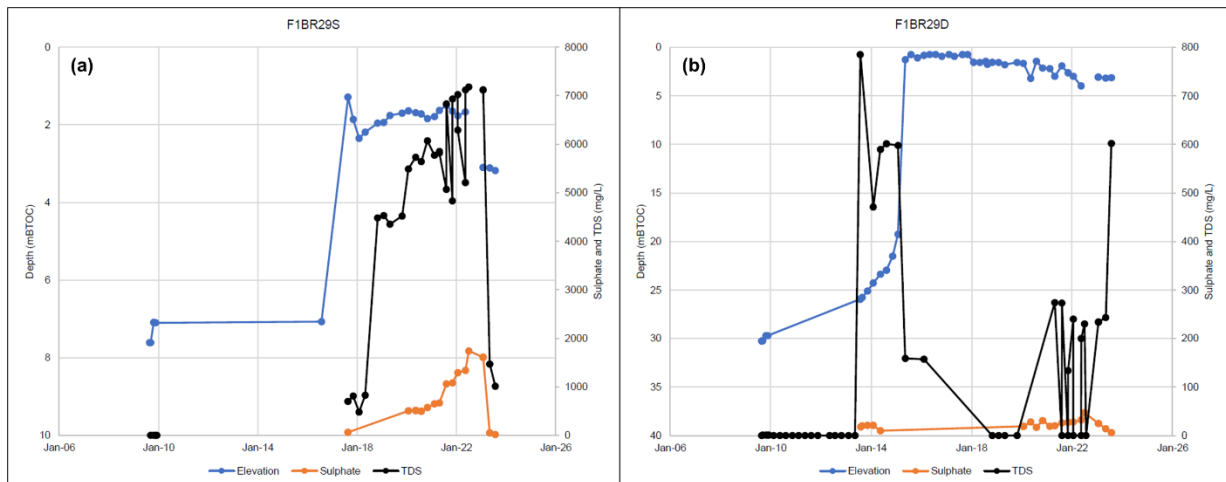 F1BR29S
(a)
Depth (mBTOC)
0
2
4
6
8
10
8000
7000
6000
5000
4000
3000
2000
1000
0
Sulphate and TDS (mg/L)
Jan-06 Jan-10 Jan-14 Jan-18 Jan-22 Jan-26
Elevation Sulphate TDS
F1BR29D
(b)
Depth (mBTOC)
0
5
10
15
20
25
30
35
40
800
700
600
500
400
300
200
100
0
Sulphate and TDS (mg/L)
Jan-06 Jan-10 Jan-14 Jan-18 Jan-22 Jan-26
Elevation Sulphate TDS